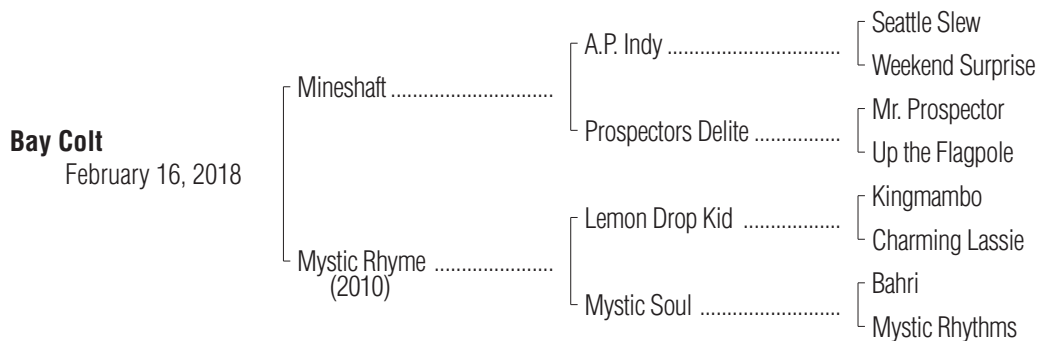 Seattle Slew
A.P. Indy ................................
Weekend Surprise
Mineshaft ..............................
Mr. Prospector
Prospectors Delite ................
Up the Flagpole
Bay Colt
February 16, 2018
Kingmambo
Lemon Drop Kid ..................
Charming Lassie
Mystic Rhyme ......................
(2010)
Bahri
Mystic Soul ..........................
Mystic Rhythms